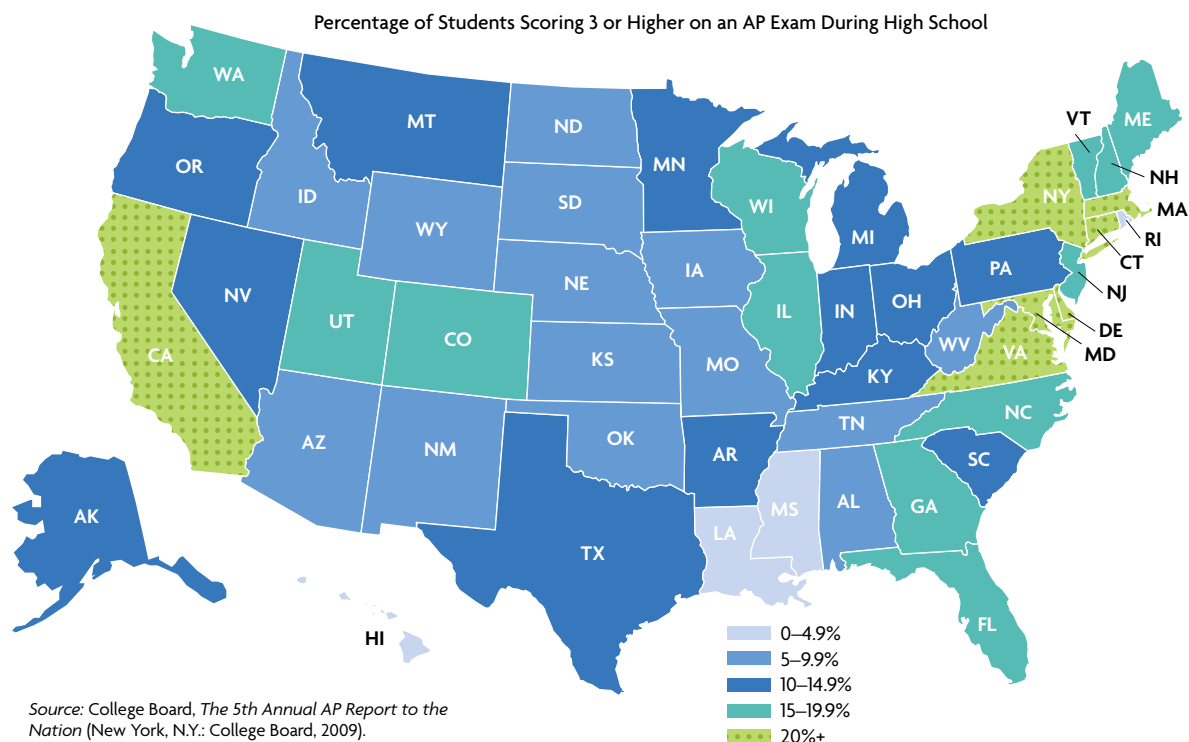 Percentage of Students Scoring 3 or Higher on an AP Exam During High School
WA
MT
ND
MN
VT
ME
OR
ID
SD
WI
NY
NH
WY
MI
MA
RI
CT
IA
PA
NE
NV
OH
NJ
IL
IN
UT
CO
DE
WV
MD
CA
KS
MO
VA
KY
NC
TN
AZ
NM
OK
AR
SC
MS
AL
GA
LA
AK
TX
FL
HI
0–4.9%
5–9.9%
10–14.9%
15–19.9%
20%+
Source: College Board, The 5th Annual AP Report to the
Nation (New York, N.Y.: College Board, 2009).